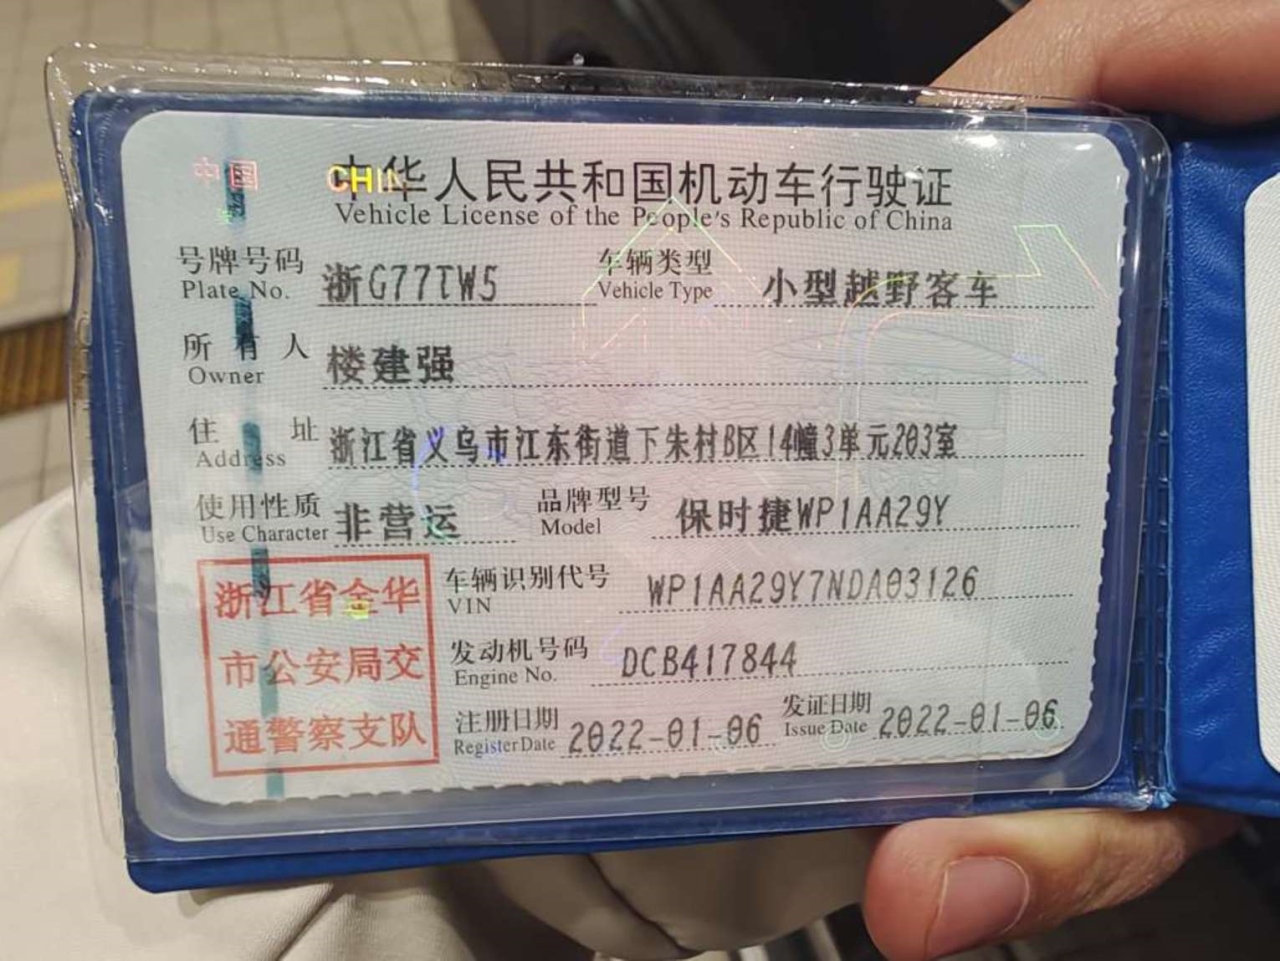 中国 CHINA
中华人民共和国机动车行驶证
Vehicle License of the People's Republic of China
号牌号码 浙G77TW5 车辆类型 小型越野客车
Plate No. Vehicle Type
所有人 楼建强
Owner
住址 浙江省义乌市江东街道下朱村B区14幢3单元203室
Address
使用性质 非营运 品牌型号 保时捷WP1AA29Y
Use Character Model
浙江省金华
市公安局交
通警察支队
车辆识别代号 WP1AA29Y7NDA03126
VIN
发动机号码 DCB417844
Engine No.
注册日期 2022-01-06 发证日期 2022-01-06
Register Date Issue Date